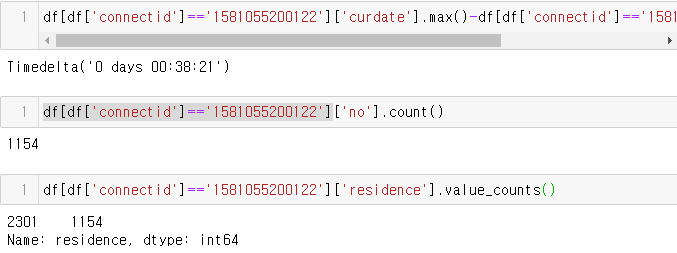 1 df[df['connectid']=='1581055200122']['curdate'].max()-df[df['connectid']=='1581
Timedelta('0 days 00:38:21')
1 df[df['connectid']=='1581055200122']['no'].count()
1154
1 df[df['connectid']=='1581055200122']['residence'].value_counts()
2301    1154
Name: residence, dtype: int64